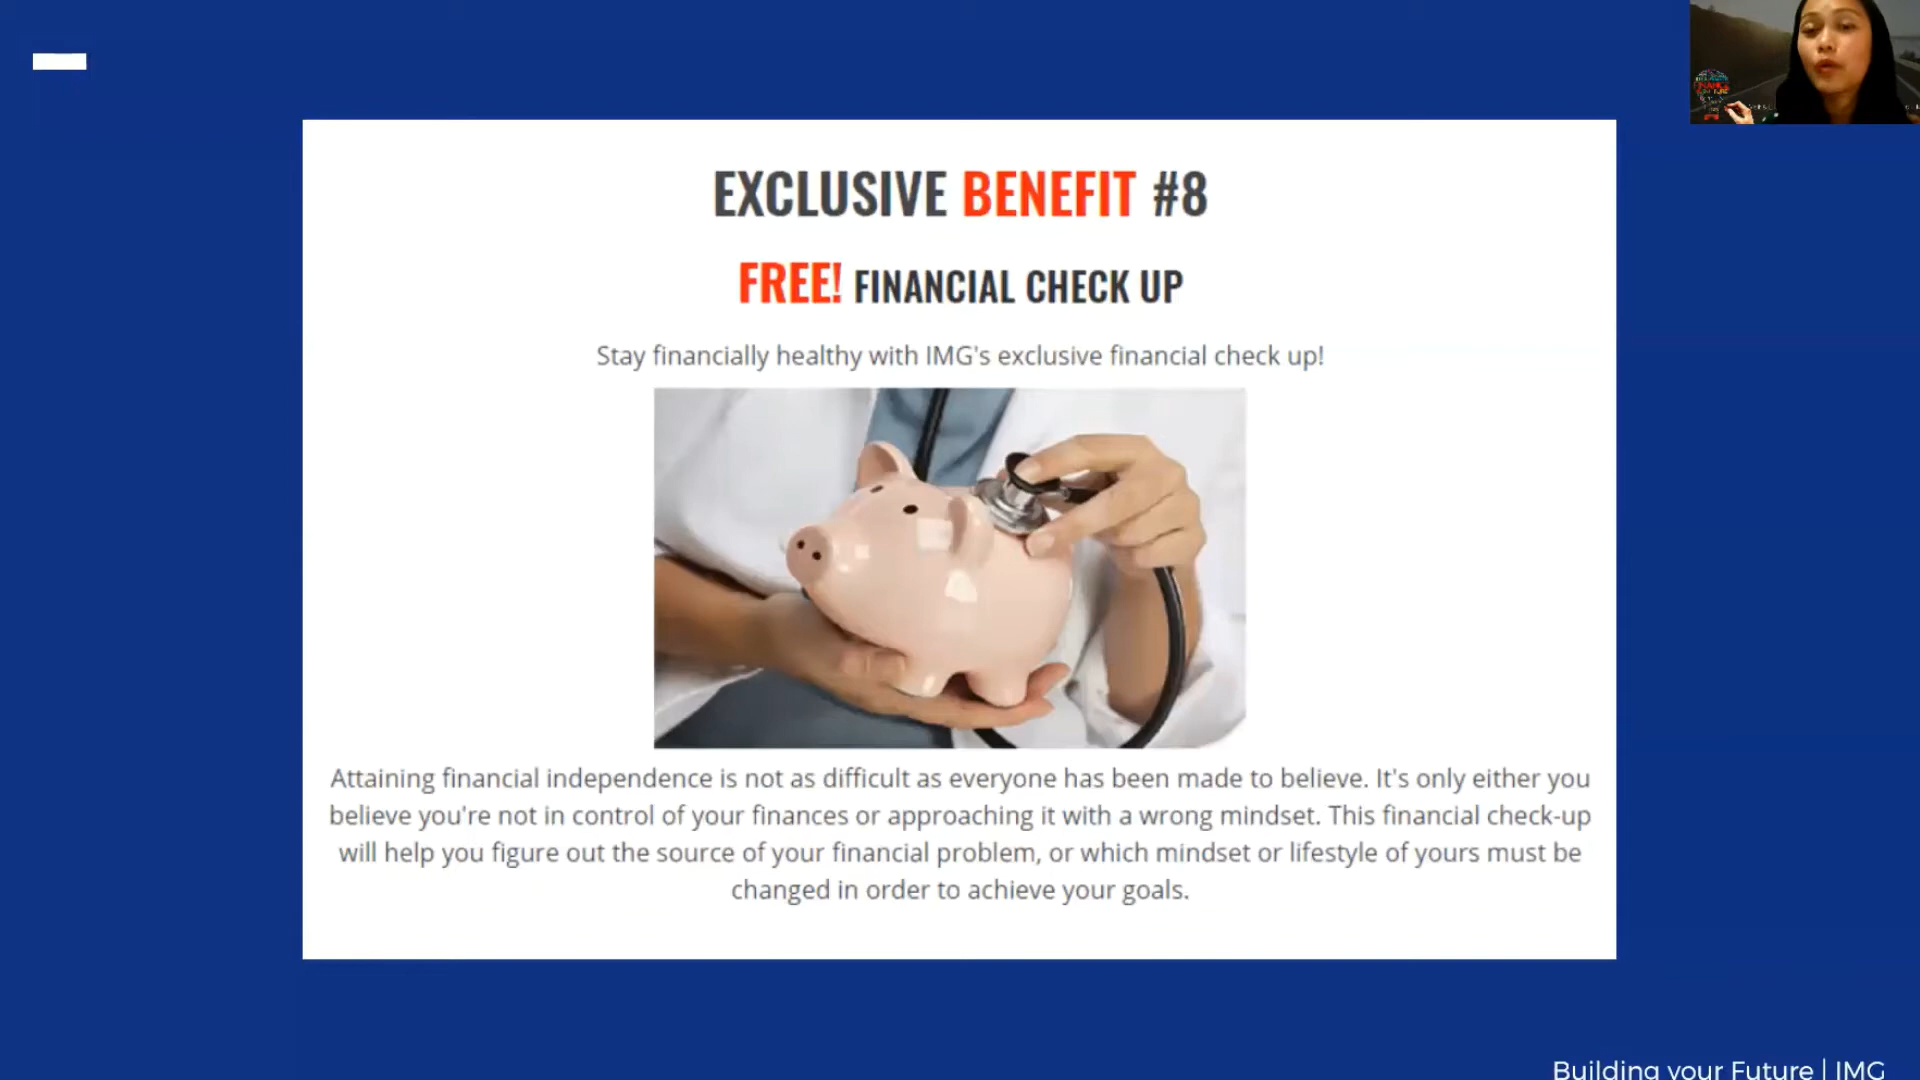 EXCLUSIVE BENEFIT #8
FREE! FINANCIAL CHECK UP
Stay financially healthy with IMG's exclusive financial check up!
Attaining financial independence is not as difficult as everyone has been made to believe. It's only either you
believe you're not in control of your finances or approaching it with a wrong mindset. This financial check-up
will help you figure out the source of your financial problem, or which mindset or lifestyle of yours must be
changed in order to achieve your goals.
Building your Future | IMG